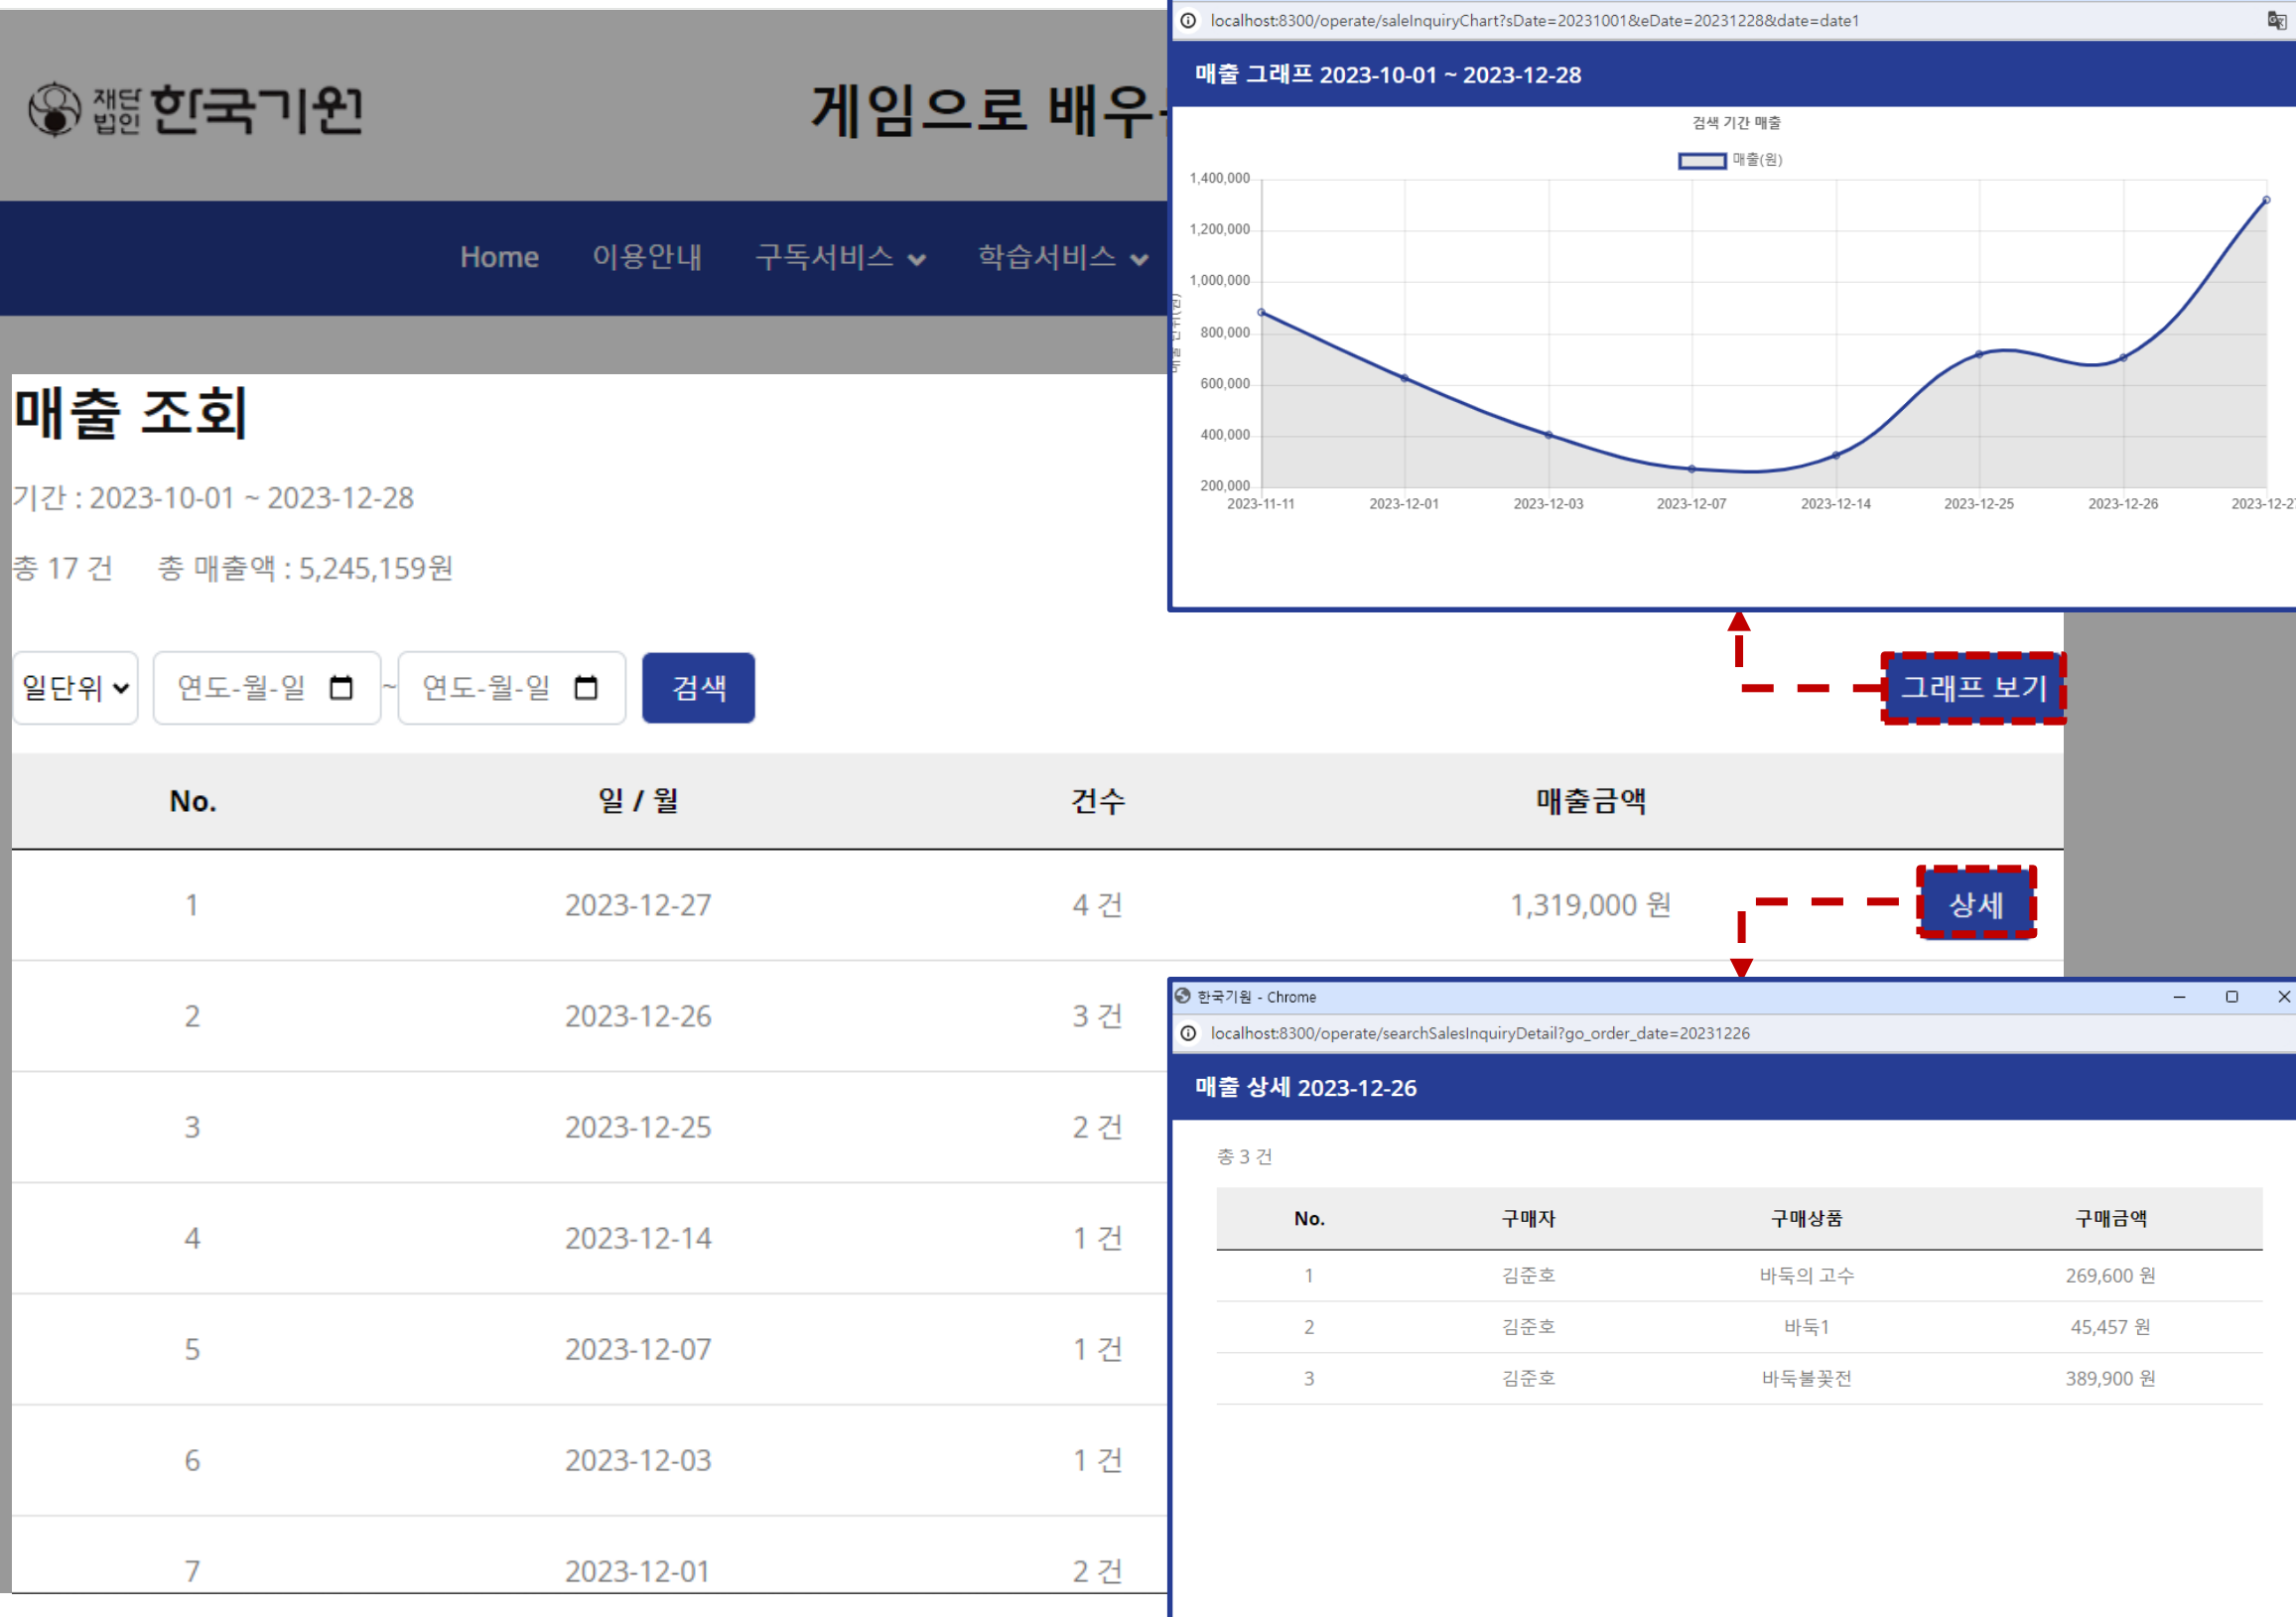 재단
법인 한국기원
게임으로 배우
Home 이용안내 구독서비스 학습서비스
매출 조회
기간 : 2023-10-01 ~ 2023-12-28
총 17 건 총 매출액 : 5,245,159원
일단위 연도-월-일 ~ 연도-월-일 검색
그래프 보기
No. 일 / 월 건수 매출금액
1 2023-12-27 4 건 1,319,000 원 상세
2 2023-12-26 3 건
3 2023-12-25 2 건
4 2023-12-14 1 건
5 2023-12-07 1 건
6 2023-12-03 1 건
7 2023-12-01 2 건
localhost:8300/operate/saleInquiryChart?sDate=20231001&eDate=20231228&date=date1
매출 그래프 2023-10-01 ~ 2023-12-28
검색 기간 매출
매출(원)
1,400,000
1,200,000
1,000,000
800,000
600,000
400,000
200,000
2023-11-11 2023-12-01 2023-12-03 2023-12-07 2023-12-14 2023-12-25 2023-12-26 2023-12-27
한국기원 - Chrome
localhost:8300/operate/searchSalesInquiryDetail?go_order_date=20231226
매출 상세 2023-12-26
총 3 건
No. 구매자 구매상품 구매금액
1 김준호 바둑의 고수 269,600 원
2 김준호 바둑1 45,457 원
3 김준호 바둑불꽃전 389,900 원